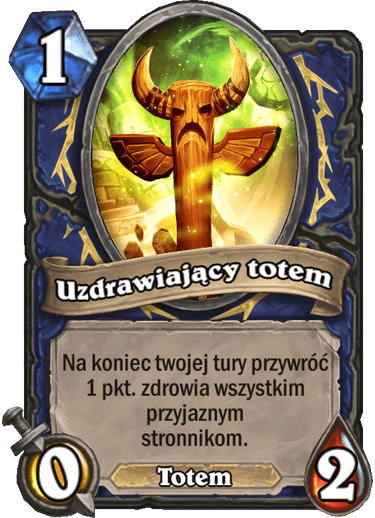 1
Uzdrawiający totem
Na koniec twojej tury przywróć
1 pkt. zdrowia wszystkim
przyjaznym
stronnikom.
0
Totem
2